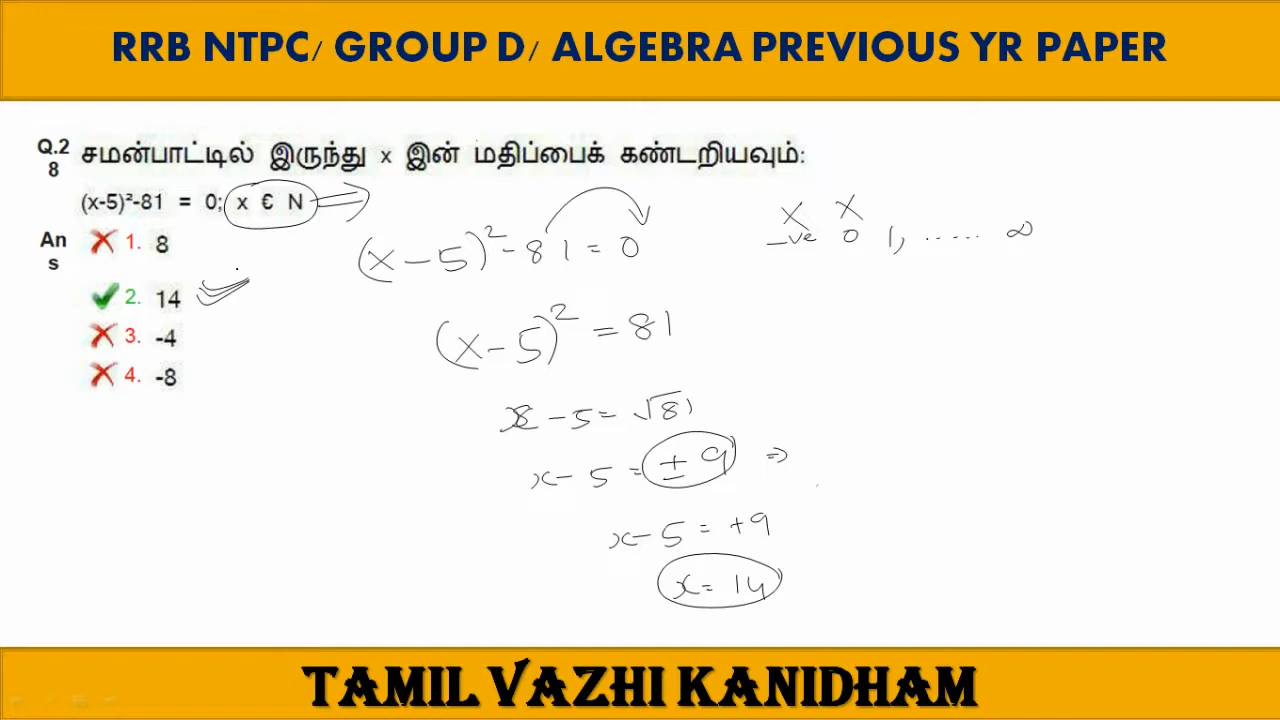 RRB NTPC/ GROUP D/ ALGEBRA PREVIOUS YR PAPER
Q.28 சமன்பாட்டில் இருந்து x இன் மதிப்பைக் கண்டறியவும்:
(x-5)²-81 = 0; x € N
Ans
1. 8
2. 14
3. -4
4. -8
(x-5)²-81=0
-ve 0 1, ..... ∞
(x-5)²=81
x-5=√81
x-5=±9 ⇒
x-5=+9
x=14
TAMIL VAZHI KANIDHAM